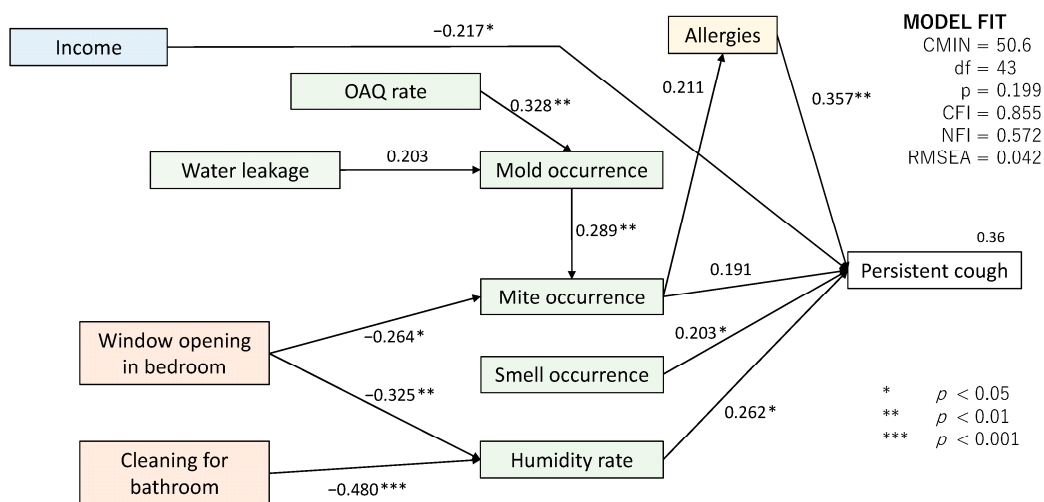 Income
−0.217*
OAQ rate
0.328**
Water leakage
0.203
Mold occurrence
0.289**
Allergies
0.211
0.357**
MODEL FIT
CMIN = 50.6
df = 43
p = 0.199
CFI = 0.855
NFI = 0.572
RMSEA = 0.042
0.36
Persistent cough
Mite occurrence
0.191
Window opening
in bedroom
−0.264*
−0.325**
Smell occurrence
0.203*
Cleaning for
bathroom
−0.480***
Humidity rate
0.262*
* p < 0.05
** p < 0.01
*** p < 0.001